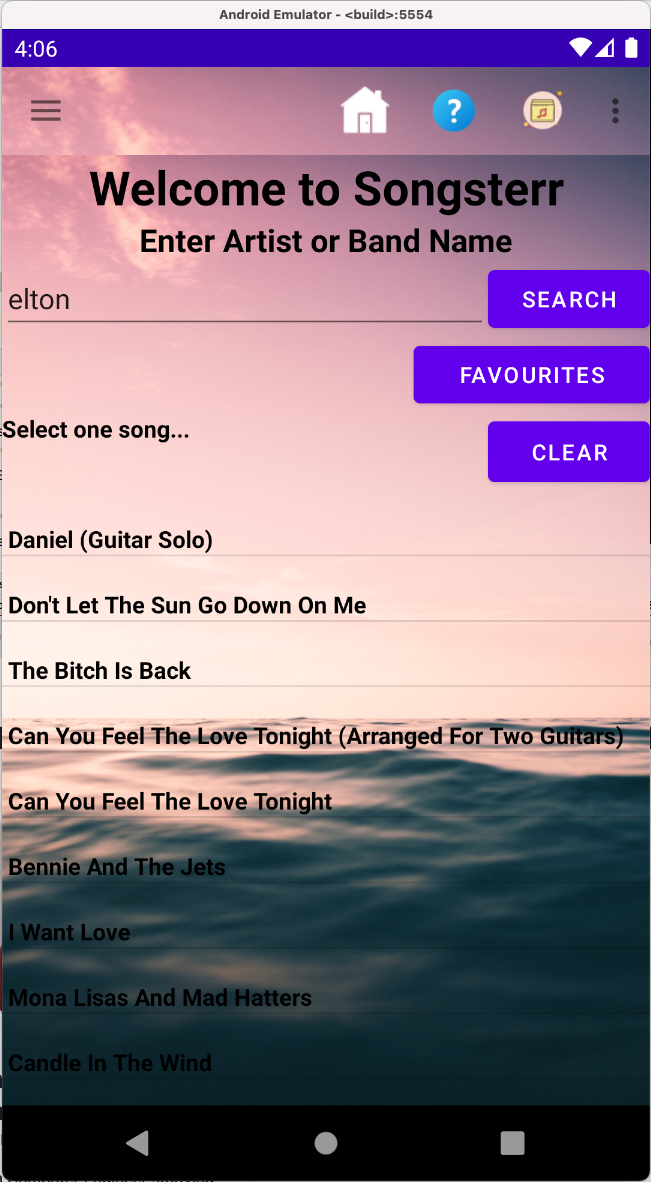 Android Emulator - <build>:5554
4:06
?
Welcome to Songsterr
Enter Artist or Band Name
elton
SEARCH
FAVOURITES
Select one song...
CLEAR
Daniel (Guitar Solo)
Don't Let The Sun Go Down On Me
The Bitch Is Back
Can You Feel The Love Tonight (Arranged For Two Guitars)
Can You Feel The Love Tonight
Bennie And The Jets
I Want Love
Mona Lisas And Mad Hatters
Candle In The Wind